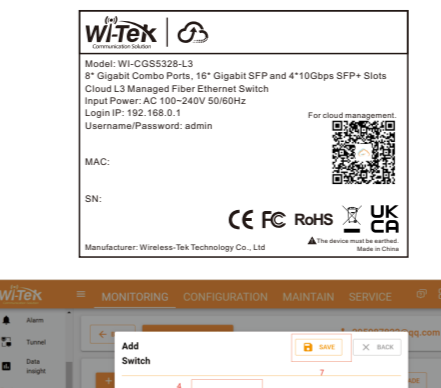 Wi-Tek
Communication Solution
Model: WI-CGS5328-L3
8* Gigabit Combo Ports, 16* Gigabit SFP and 4*10Gbps SFP+ Slots
Cloud L3 Managed Fiber Ethernet Switch
Input Power: AC 100~240V 50/60Hz
Login IP: 192.168.0.1
Username/Password: admin
For cloud management.
MAC:
SN:
CE FC RoHS UK CA
The device must be earthed.
Manufacturer: Wireless-Tek Technology Co., Ltd
Made in China
Wi-Tek MONITORING CONFIGURATION MAINTAIN SERVICE
Alarm
Tunnel
Data insight
Add Switch
SAVE
BACK
7
4